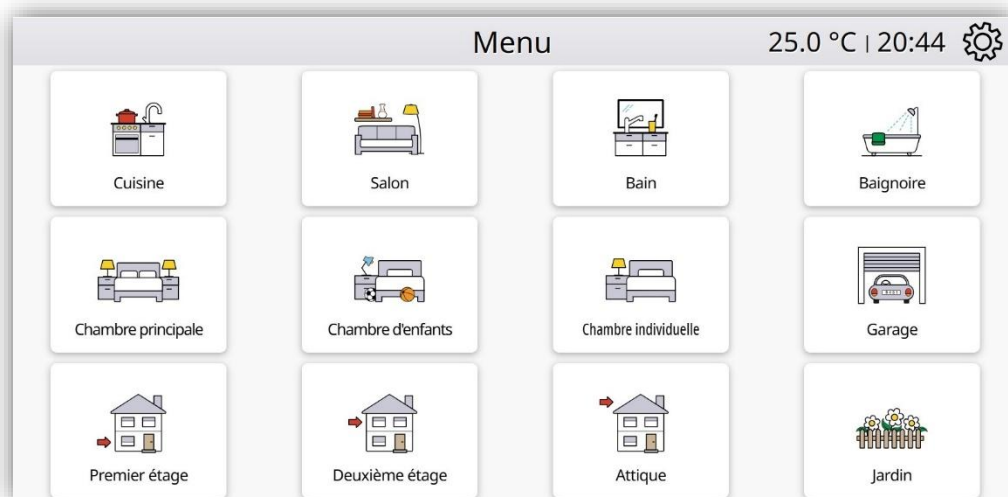 Menu
25.0 °C | 20:44
Cuisine
Salon
Bain
Baignoire
Chambre principale
Chambre d'enfants
Chambre individuelle
Garage
Premier étage
Deuxième étage
Attique
Jardin